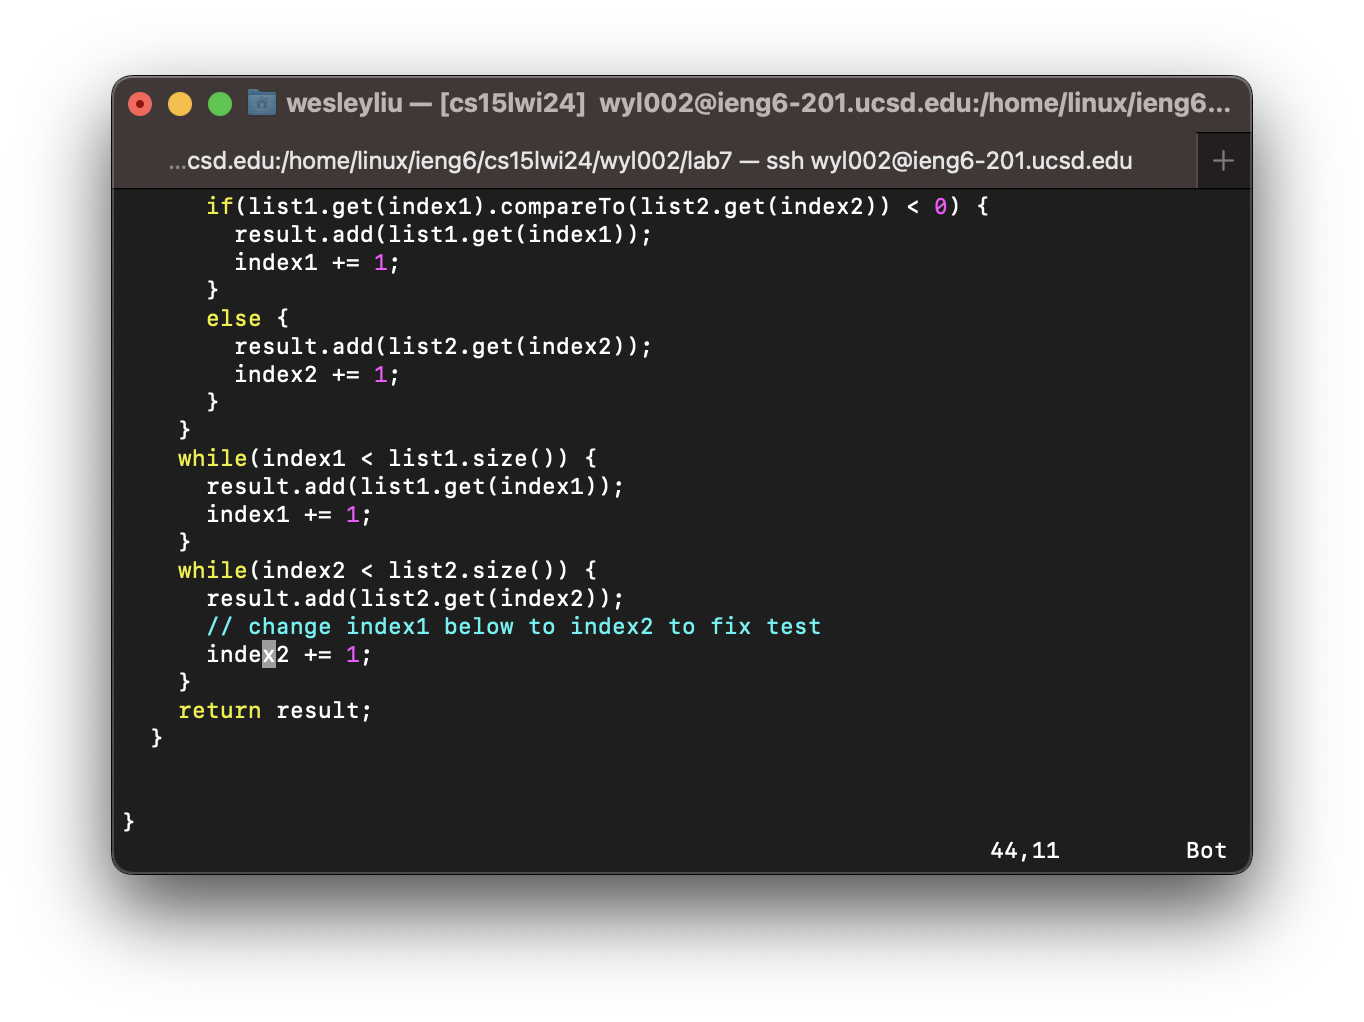 wesleyliu — [cs15lwi24] wyl002@ieng6-201.ucsd.edu:/home/linux/ieng6...
...csd.edu:/home/linux/ieng6/cs15lwi24/wyl002/lab7 — ssh wyl002@ieng6-201.ucsd.edu +
      if(list1.get(index1).compareTo(list2.get(index2)) < 0) {
        result.add(list1.get(index1));
        index1 += 1;
      }
      else {
        result.add(list2.get(index2));
        index2 += 1;
      }
    }
    while(index1 < list1.size()) {
      result.add(list1.get(index1));
      index1 += 1;
    }
    while(index2 < list2.size()) {
      result.add(list2.get(index2));
      // change index1 below to index2 to fix test
      index2 += 1;
    }
    return result;
  }
}
44,11 Bot